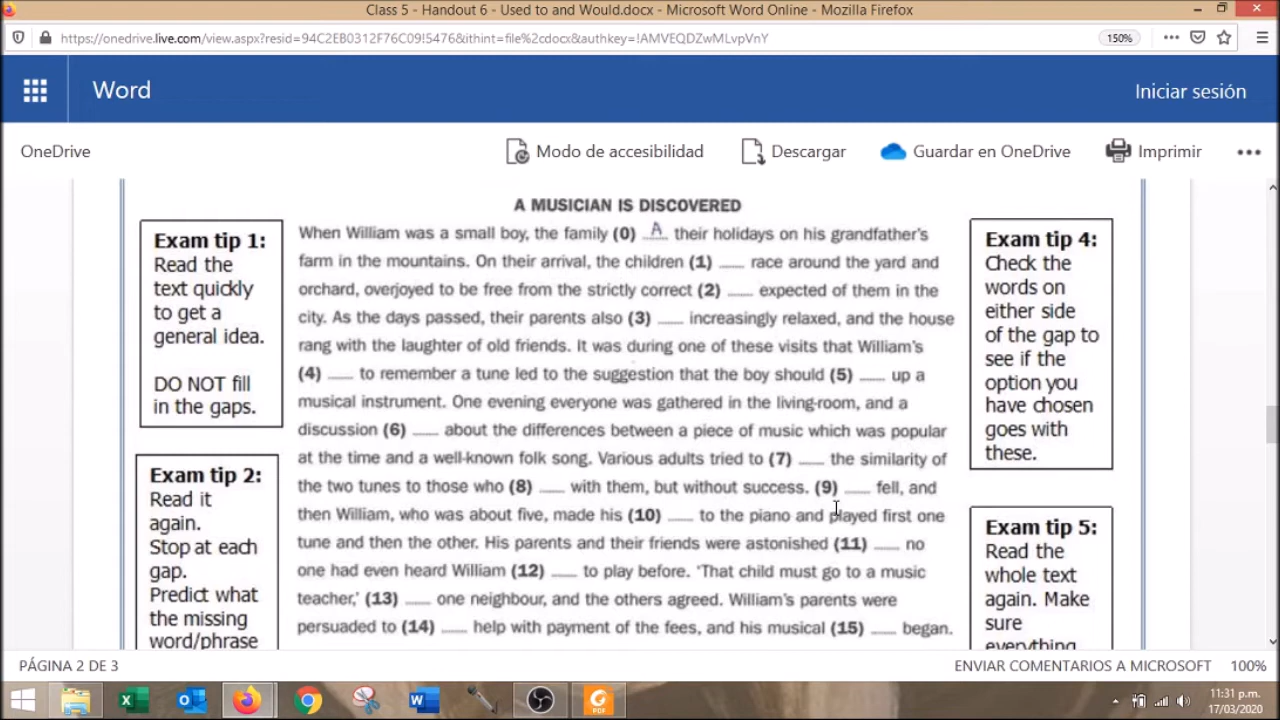 Class 5 - Handout 6 - Used to and Would.docx - Microsoft Word Online - Mozilla Firefox
https://onedrive.live.com/view.aspx?resid=94C2EB0312F76C09!5476&ithint=file%2cdocx&authkey=!AMVEQDZwMLvpVnY
150%
Word
Iniciar sesión
OneDrive
Modo de accesibilidad
Descargar
Guardar en OneDrive
Imprimir
A MUSICIAN IS DISCOVERED
Exam tip 1:
Read the
text quickly
to get a
general idea.
DO NOT fill
in the gaps.
Exam tip 2:
Read it
again.
Stop at each
gap.
Predict what
the missing
word/phrase
When William was a small boy, the family (0) ..A.. their holidays on his grandfather's
farm in the mountains. On their arrival, the children (1) ..... race around the yard and
orchard, overjoyed to be free from the strictly correct (2) ..... expected of them in the
city. As the days passed, their parents also (3) ..... increasingly relaxed, and the house
rang with the laughter of old friends. It was during one of these visits that William's
(4) ..... to remember a tune led to the suggestion that the boy should (5) ..... up a
musical instrument. One evening everyone was gathered in the living-room, and a
discussion (6) ..... about the differences between a piece of music which was popular
at the time and a well-known folk song. Various adults tried to (7) ..... the similarity of
the two tunes to those who (8) ..... with them, but without success. (9) ..... fell, and
then William, who was about five, made his (10) ..... to the piano and played first one
tune and then the other. His parents and their friends were astonished (11) ..... no
one had even heard William (12) ..... to play before. 'That child must go to a music
teacher,' (13) ..... one neighbour, and the others agreed. William's parents were
persuaded to (14) ..... help with payment of the fees, and his musical (15) ..... began.
Exam tip 4:
Check the
words on
either side
of the gap to
see if the
option you
have chosen
goes with
these.
Exam tip 5:
Read the
whole text
again. Make
sure
everything
PÁGINA 2 DE 3
ENVIAR COMENTARIOS A MICROSOFT
100%
11:31 p.m.
17/03/2020